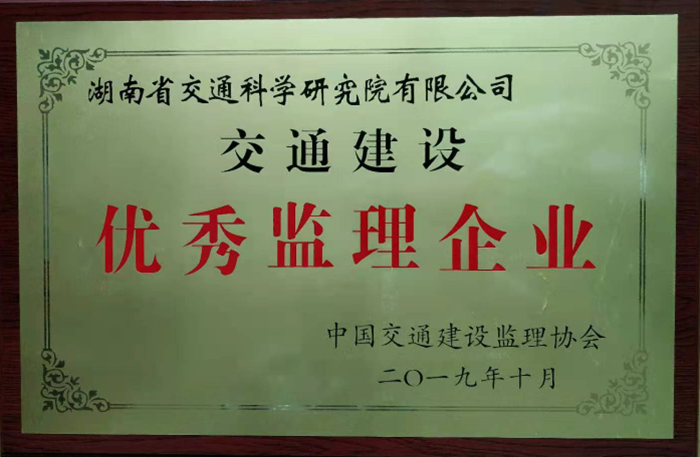 湖南省交通科学研究院有限公司
交通建设
优秀监理企业
中国交通建设监理协会
二〇一九年十月